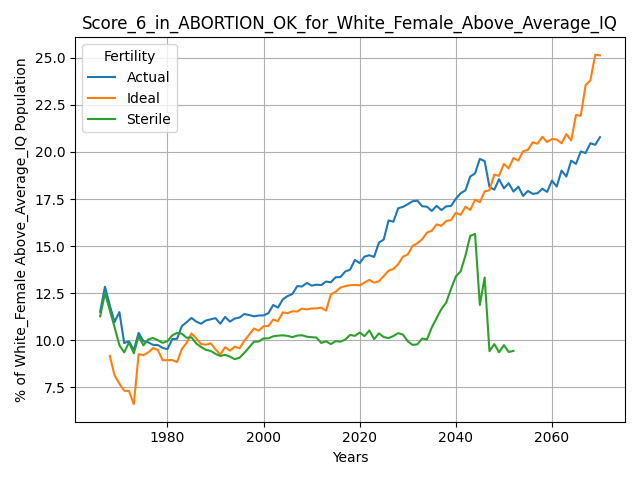 Score_6_in_ABORTION_OK_for_White_Female_Above_Average_IQ
% of White_Female Above_Average_IQ Population
25.0
22.5
20.0
17.5
15.0
12.5
10.0
7.5
Fertility
Actual
Ideal
Sterile
1980 2000 2020 2040 2060
Years